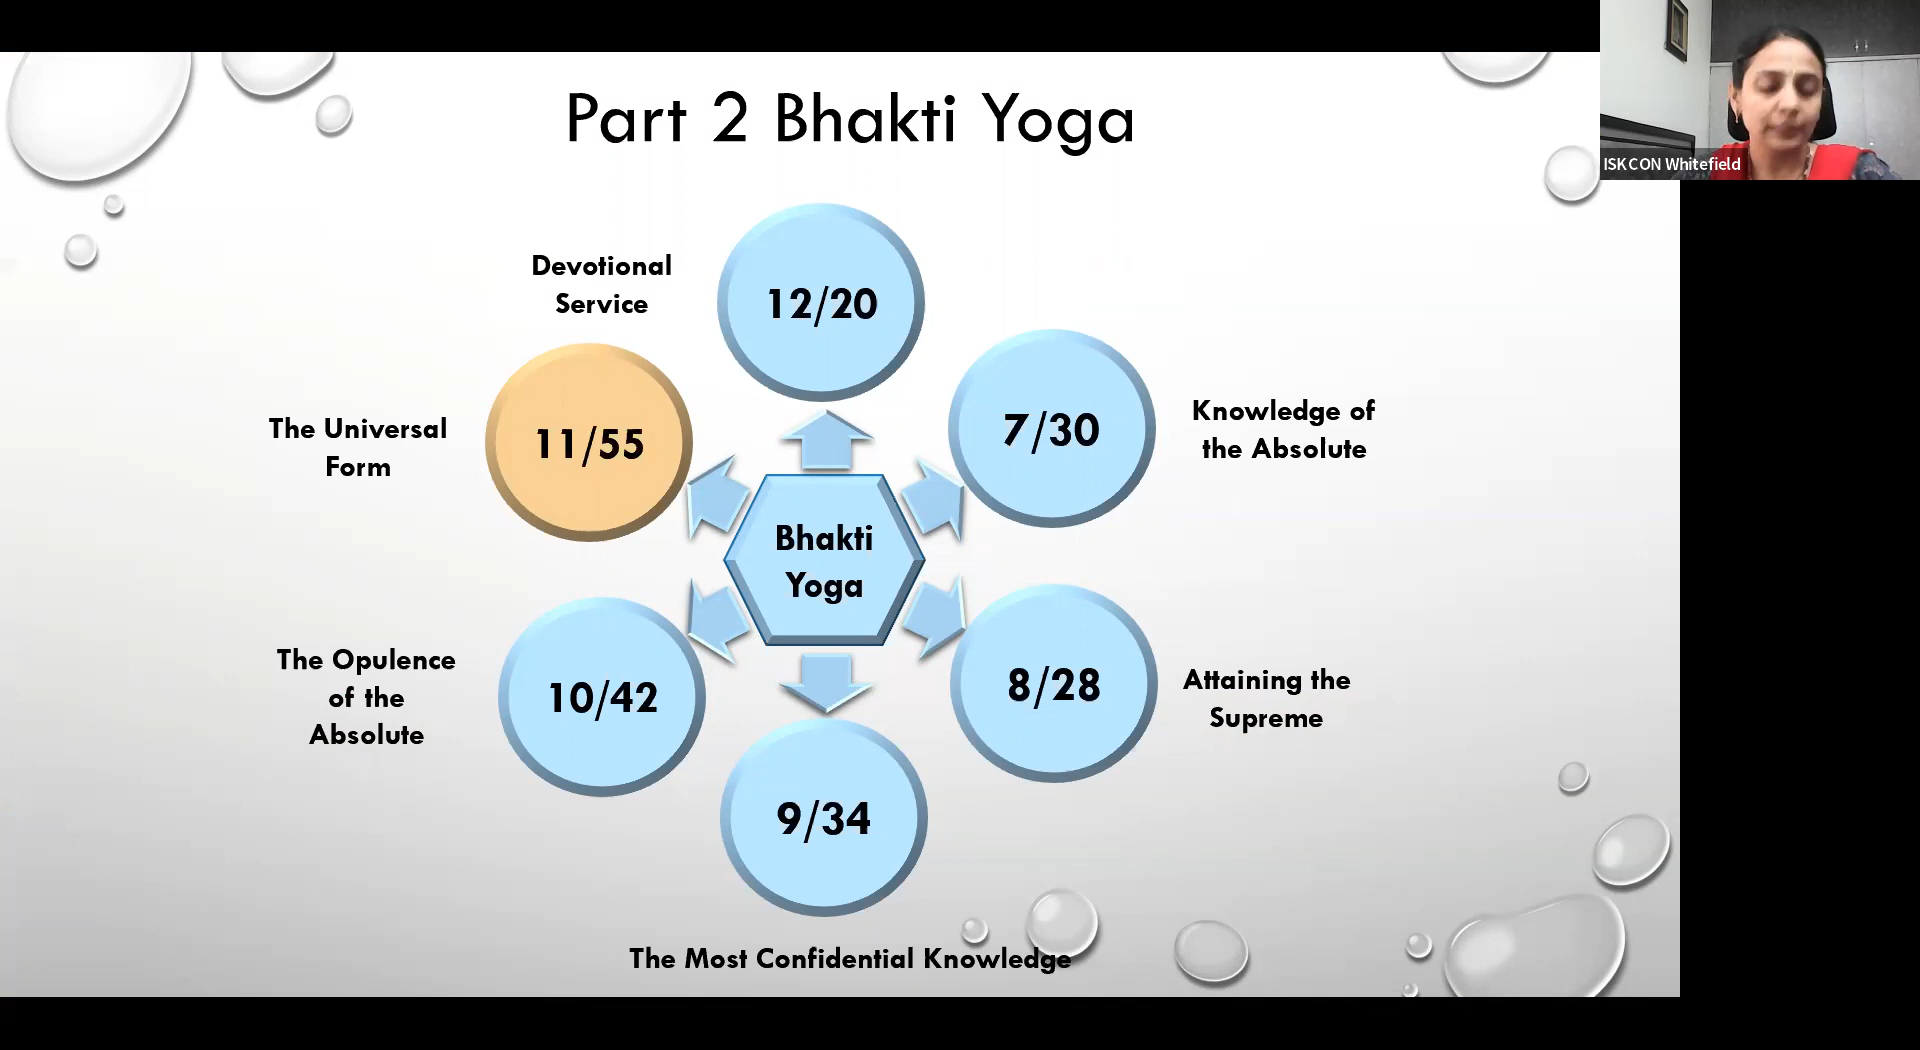 Part 2 Bhakti Yoga
ISKCON Whitefield
Devotional
Service
12/20
The Universal
Form
11/55
7/30
Knowledge of
the Absolute
Bhakti
Yoga
The Opulence
of the
Absolute
10/42
8/28
Attaining the
Supreme
9/34
The Most Confidential Knowledge